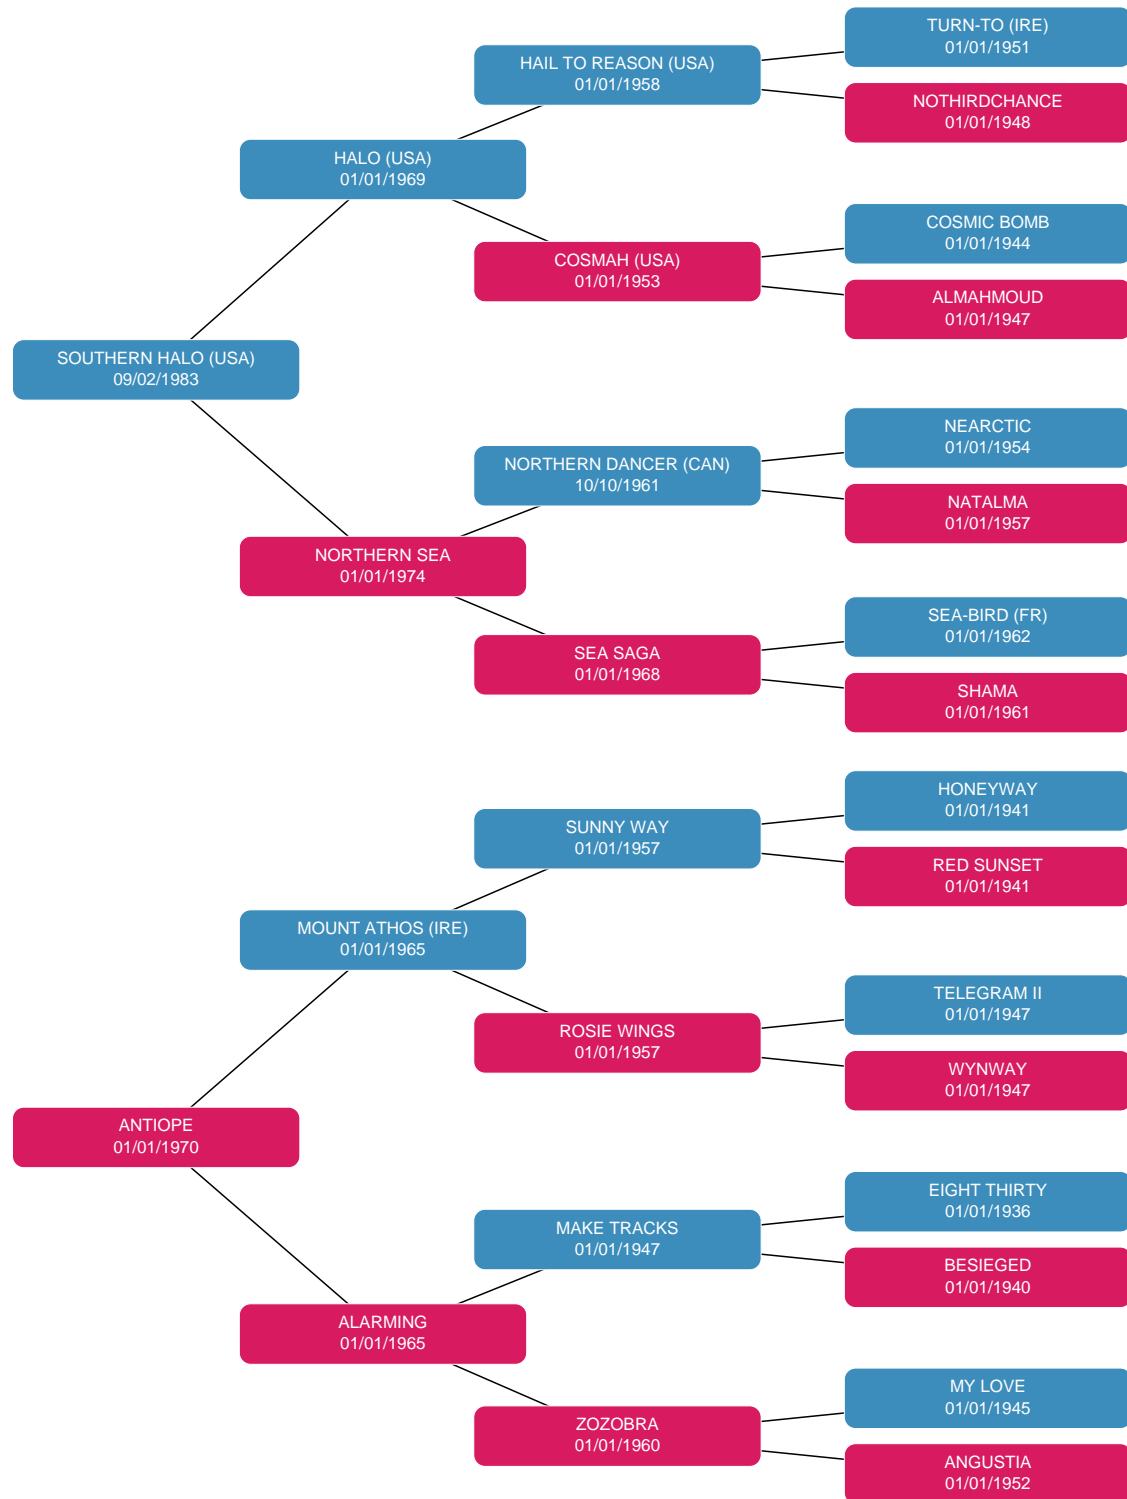 TURN-TO (IRE)
01/01/1951
HAIL TO REASON (USA)
01/01/1958
NOTHIRDCHANCE
01/01/1948
HALO (USA)
01/01/1969
COSMIC BOMB
01/01/1944
COSMAH (USA)
01/01/1953
ALMAHMOUD
01/01/1947
SOUTHERN HALO (USA)
09/02/1983
NEARCTIC
01/01/1954
NORTHERN DANCER (CAN)
10/10/1961
NATALMA
01/01/1957
NORTHERN SEA
01/01/1974
SEA-BIRD (FR)
01/01/1962
SEA SAGA
01/01/1968
SHAMA
01/01/1961
HONEYWAY
01/01/1941
SUNNY WAY
01/01/1957
RED SUNSET
01/01/1941
MOUNT ATHOS (IRE)
01/01/1965
TELEGRAM II
01/01/1947
ROSIE WINGS
01/01/1957
WYNWAY
01/01/1947
ANTIOPE
01/01/1970
EIGHT THIRTY
01/01/1936
MAKE TRACKS
01/01/1947
BESIEGED
01/01/1940
ALARMING
01/01/1965
MY LOVE
01/01/1945
ZOZOBRA
01/01/1960
ANGUSTIA
01/01/1952